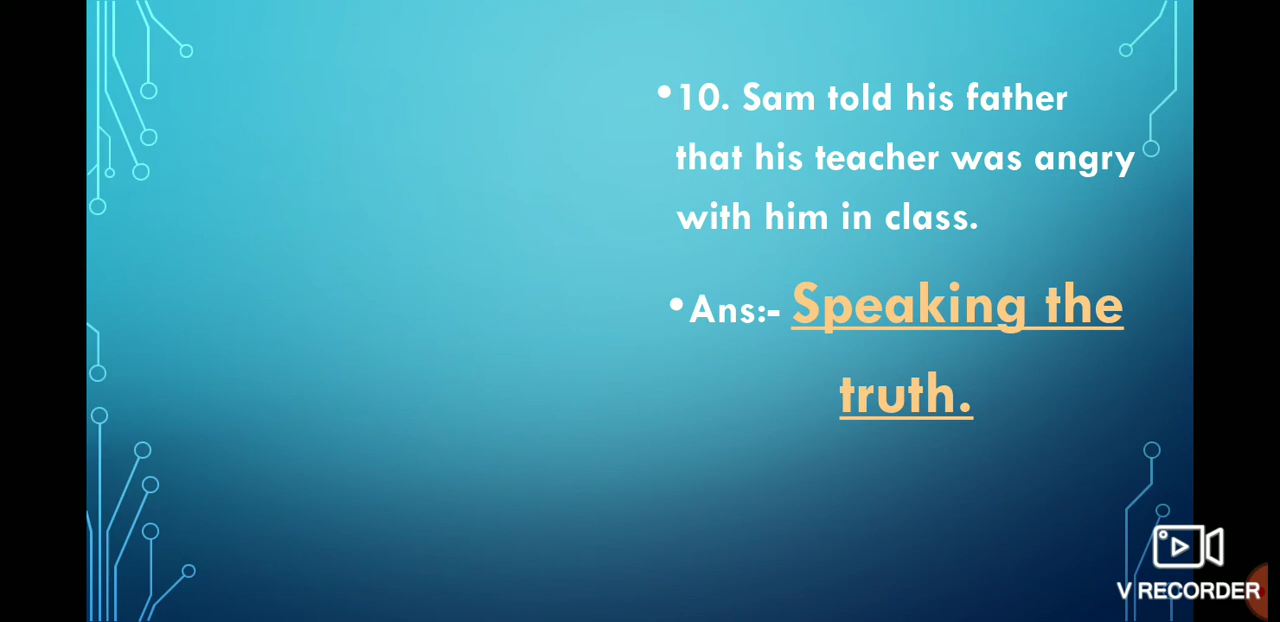 •10. Sam told his father
that his teacher was angry
with him in class.
•Ans:- Speaking the
truth.
V RECORDER